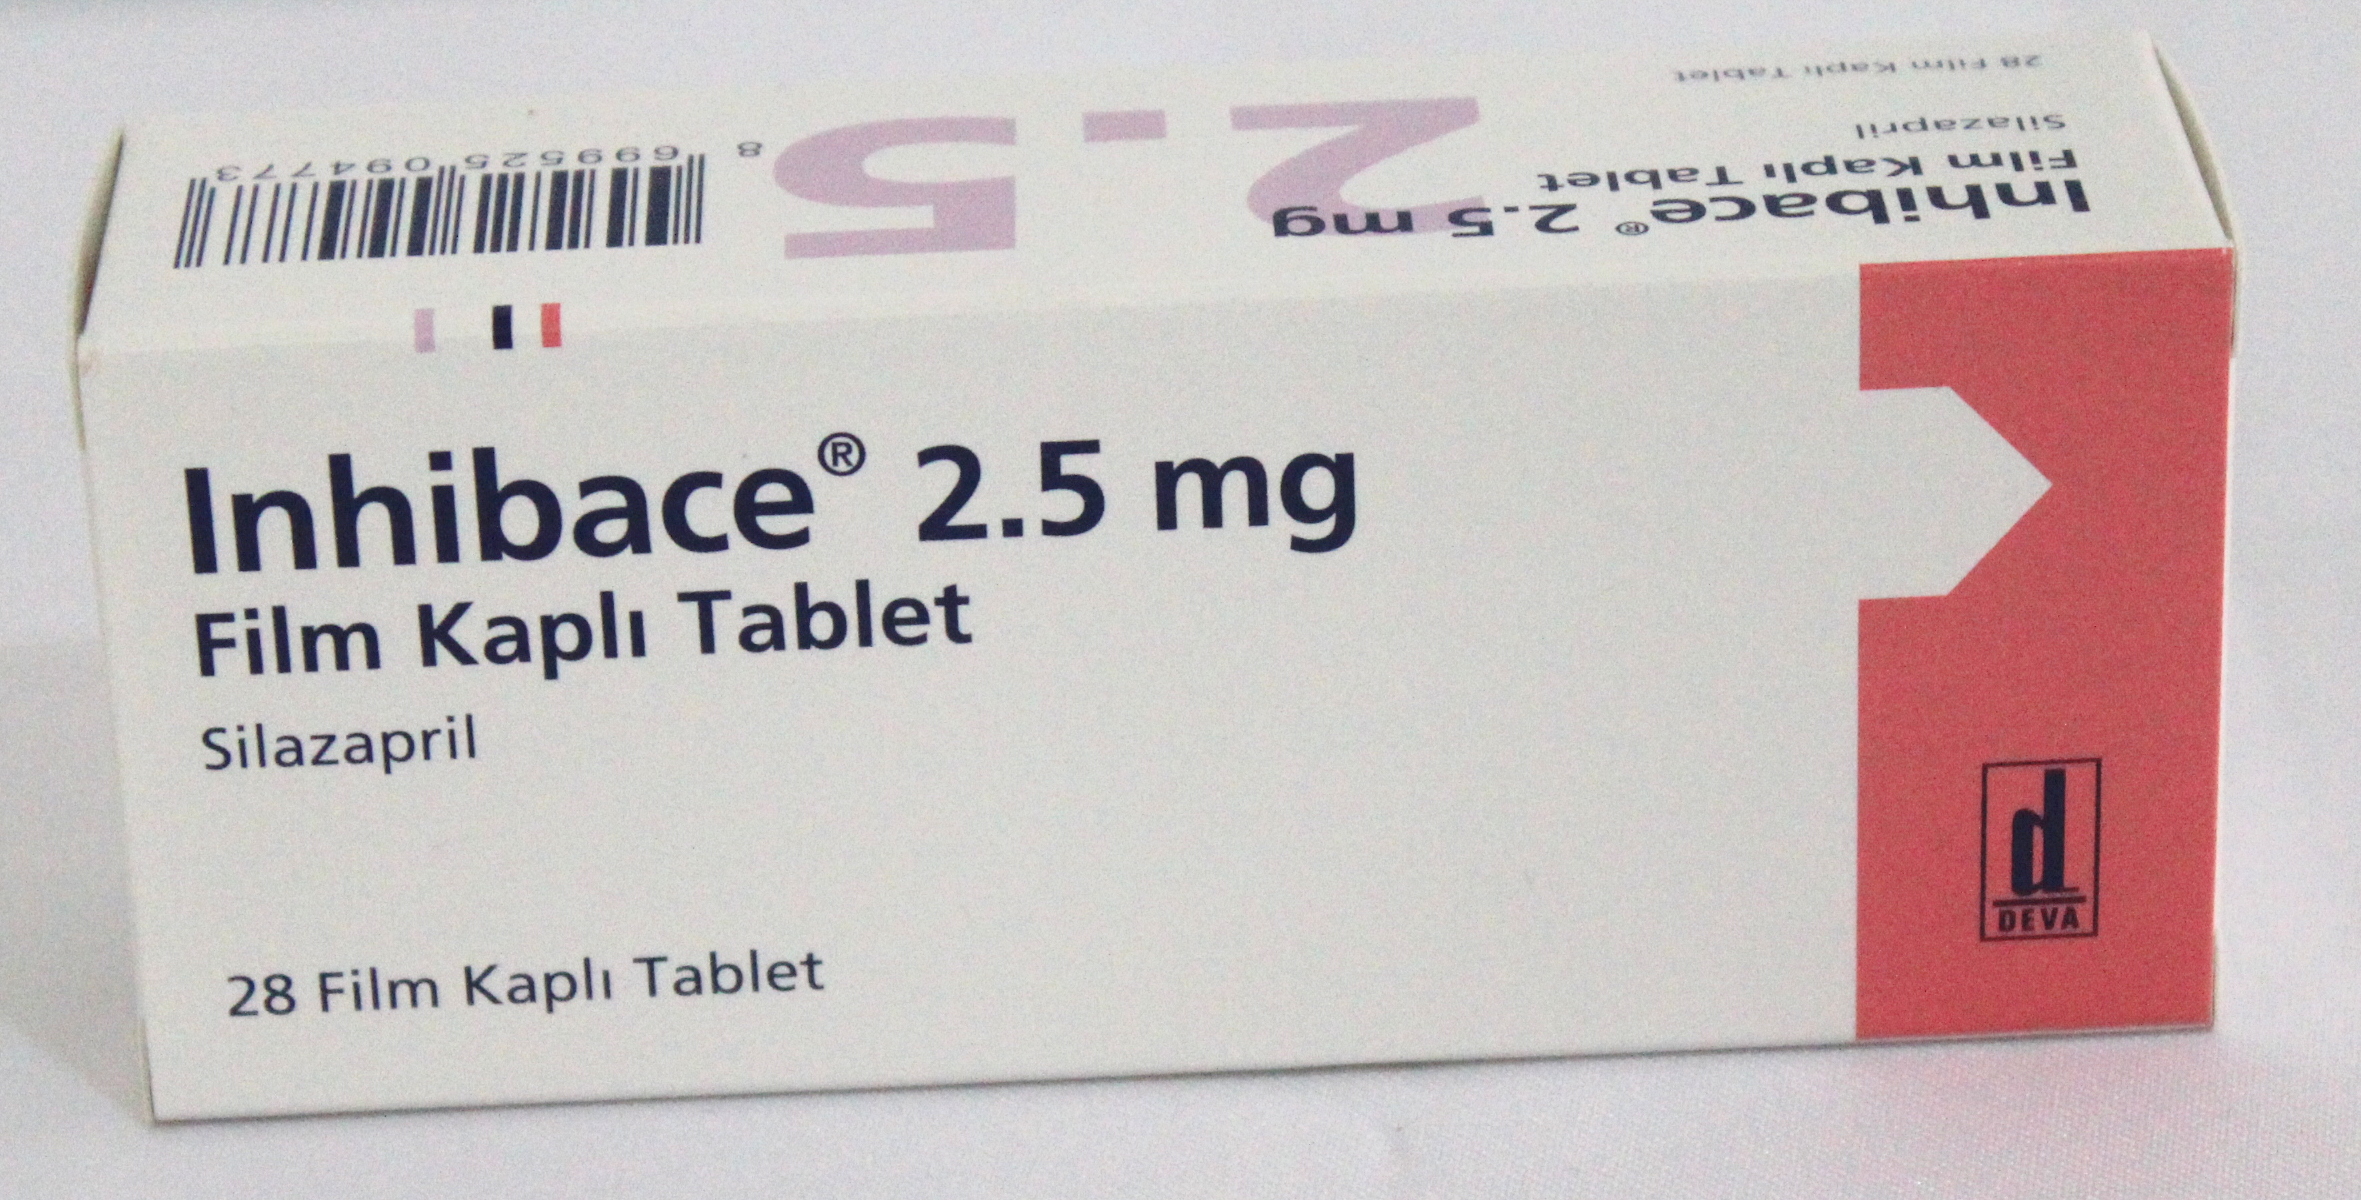 28 Film Kaplı Tablet
Silazapril
Film Kaplı Tablet
Inhibace® 2.5 mg
2.5
8 699525 094773
Inhibace® 2.5 mg
Film Kaplı Tablet
Silazapril
28 Film Kaplı Tablet
d
DEVA